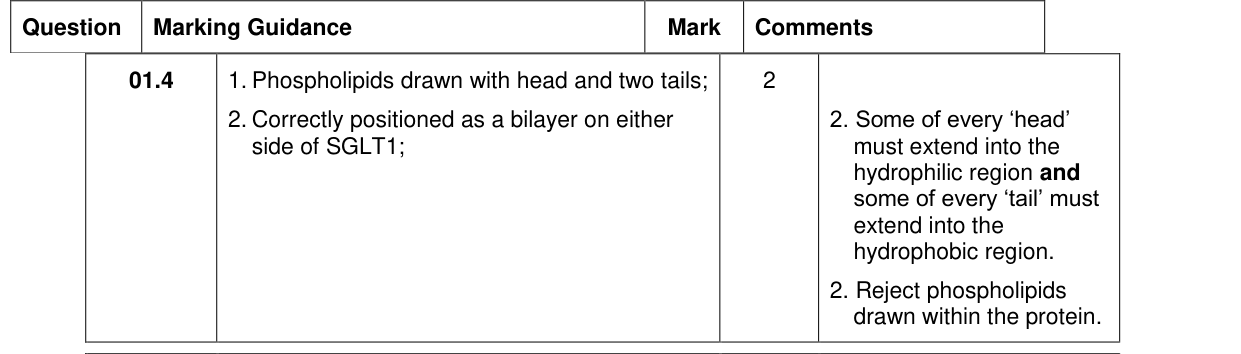 Question Marking Guidance Mark Comments
01.4 1. Phospholipids drawn with head and two tails; 2
2. Correctly positioned as a bilayer on either
side of SGLT1;
2. Some of every ‘head’
must extend into the
hydrophilic region and
some of every ‘tail’ must
extend into the
hydrophobic region.
2. Reject phospholipids
drawn within the protein.